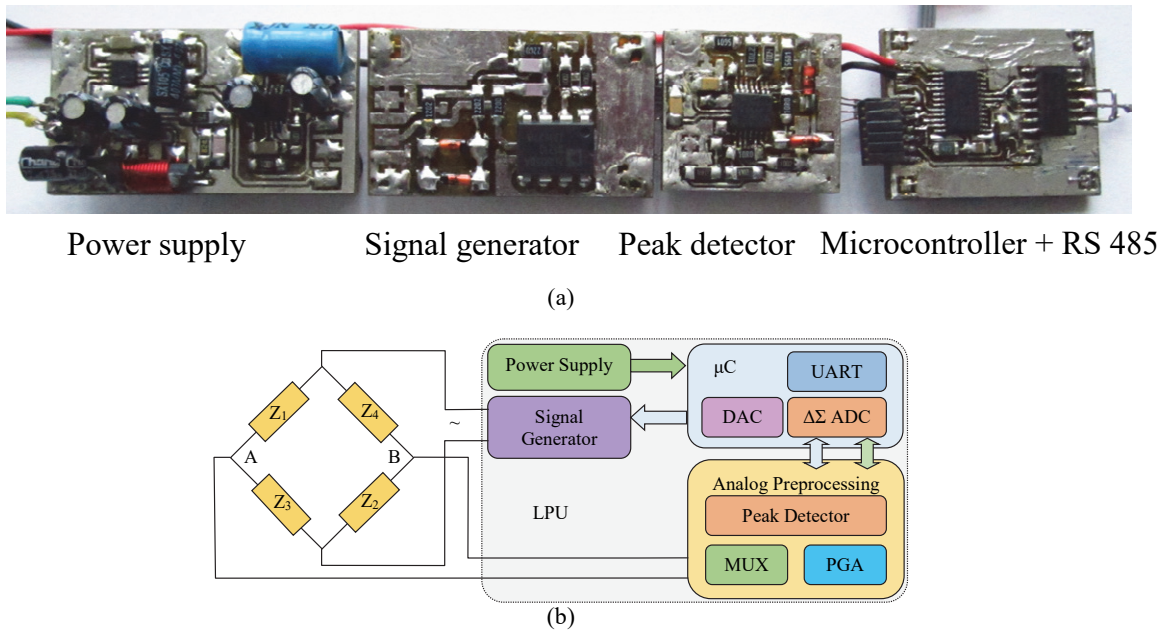 Power supply
Signal generator
Peak detector
Microcontroller + RS 485
(a)
Power Supply
μC
UART
Z1
Z4
~
Signal
Generator
DAC
ΔΣ ADC
A
B
Z3
Z2
LPU
Analog Preprocessing
Peak Detector
MUX
PGA
(b)